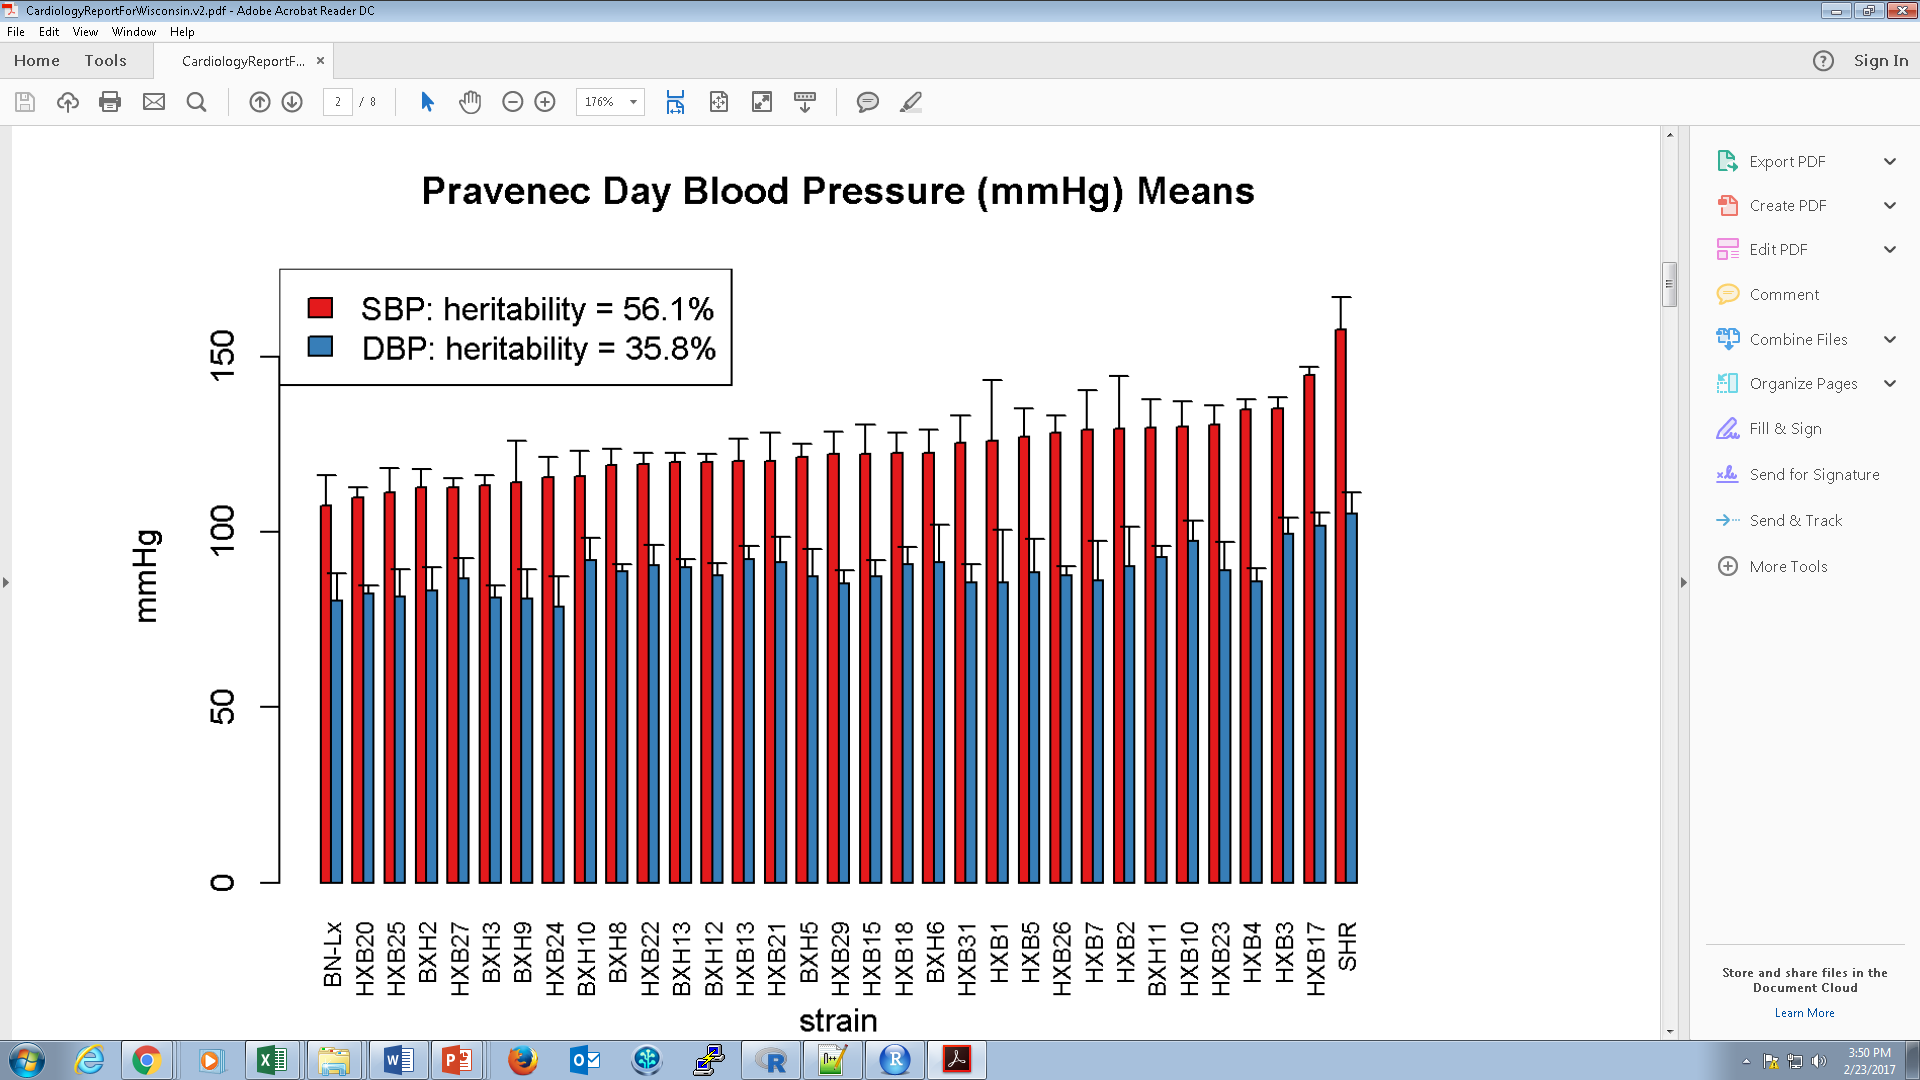 CardiologyReportForWisconsin.v2.pdf - Adobe Acrobat Reader DC
File Edit View Window Help
Home Tools CardiologyReportF... × ? Sign In
2 / 8 176%
Pravenec Day Blood Pressure (mmHg) Means
SBP: heritability = 56.1%
DBP: heritability = 35.8%
mmHg
150
100
50
0
BN-Lx
HXB20
HXB25
BXH2
HXB27
BXH3
BXH9
HXB24
BXH10
BXH8
HXB22
BXH13
BXH12
HXB13
HXB21
BXH5
HXB29
HXB15
HXB18
BXH6
HXB31
HXB1
HXB5
HXB26
HXB7
HXB2
BXH11
HXB10
HXB23
HXB4
HXB3
HXB17
SHR
strain
Export PDF
Create PDF
Edit PDF
Comment
Combine Files
Organize Pages
Fill & Sign
Send for Signature
Send & Track
More Tools
Store and share files in the
Document Cloud
Learn More
3:50 PM
2/23/2017